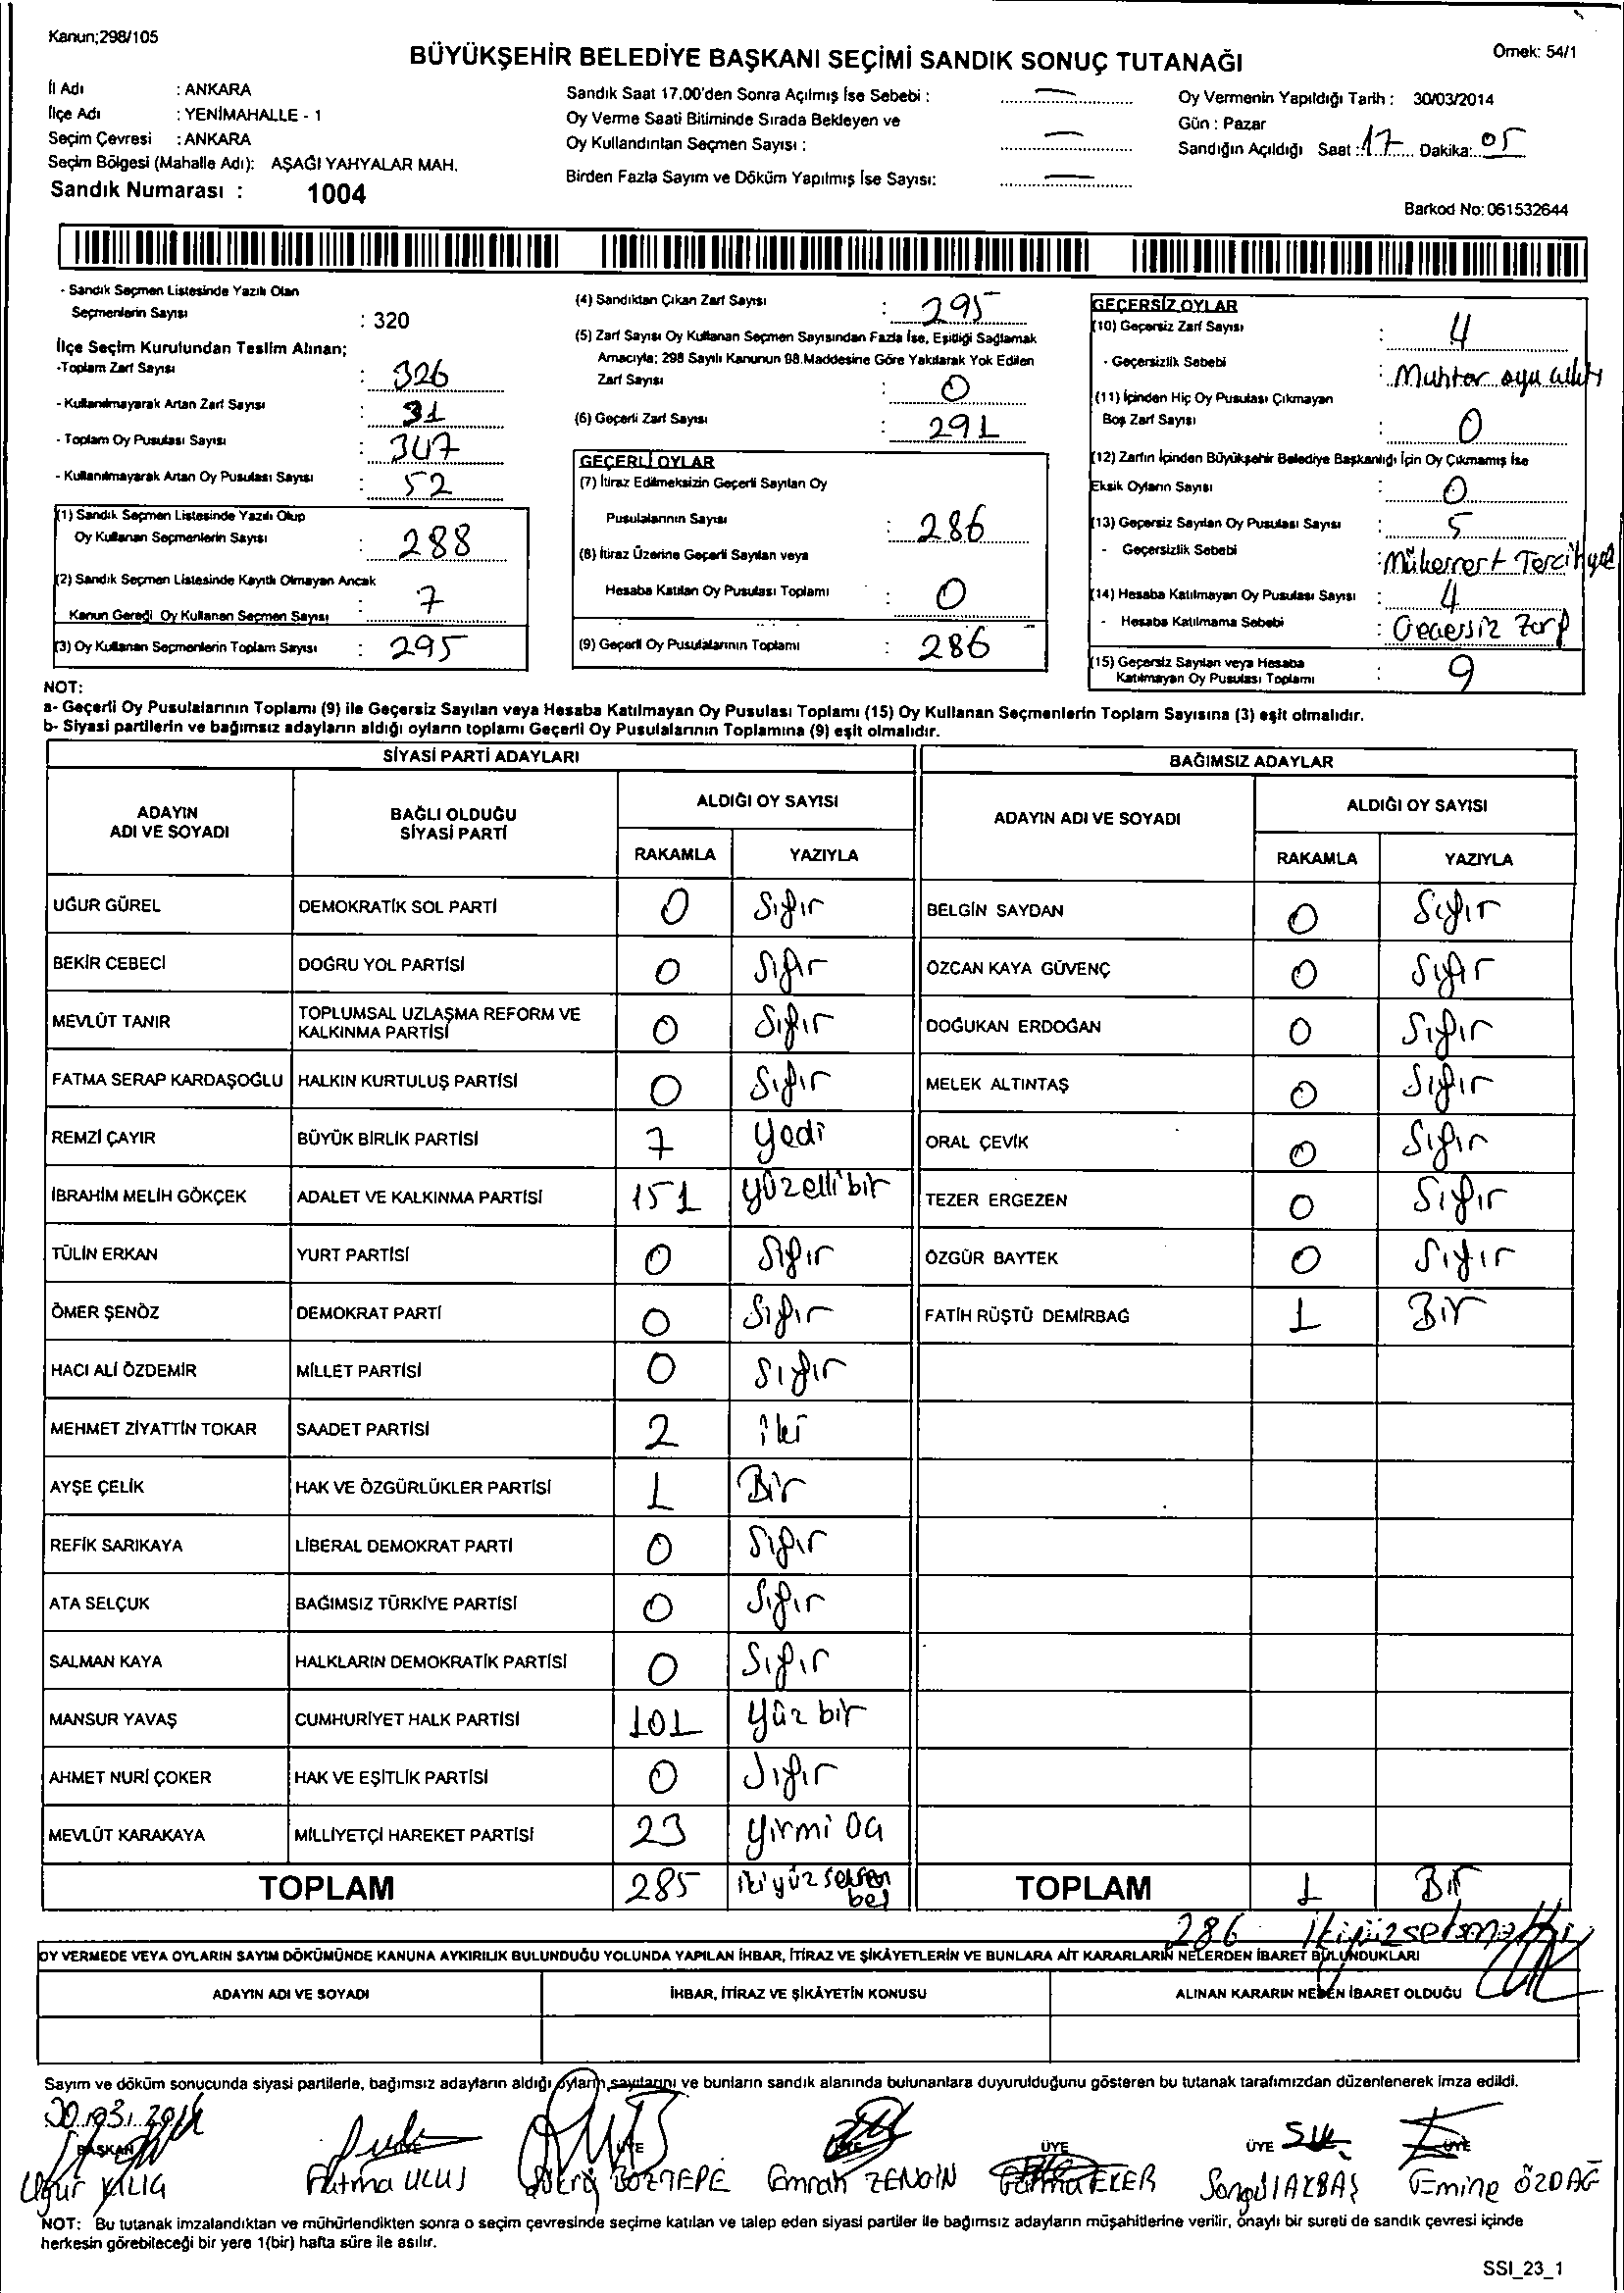 Kanun;298/105
Örnek: 54/1
BÜYÜKŞEHİR BELEDİYE BAŞKANI SEÇİMİ SANDIK SONUÇ TUTANAĞI
İl Adı : ANKARA
İlçe Adı : YENİMAHALLE - 1
Seçim Çevresi : ANKARA
Seçim Bölgesi (Mahalle Adı): AŞAĞI YAHYALAR MAH.
Sandık Numarası : 1004
Sandık Saat 17.00'den Sonra Açılmış İse Sebebi : —
Oy Verme Saati Bitiminde Sırada Bekleyen ve
Oy Kullandırılan Seçmen Sayısı : —
Birden Fazla Sayım ve Döküm Yapılmış İse Sayısı: —
Oy Vermenin Yapıldığı Tarih : 30/03/2014
Gün : Pazar
Sandığın Açıldığı Saat : 17 Dakika: 05
Barkod No: 061532644
- Sandık Seçmen Listesinde Yazılı Olan
Seçmenlerin Sayısı : 320
İlçe Seçim Kurulundan Teslim Alınan;
-Toplam Zarf Sayısı : 326
- Kullanılmayarak Artan Zarf Sayısı : 31
- Toplam Oy Pusulası Sayısı : 347
- Kullanılmayarak Artan Oy Pusulası Sayısı : 52
(1) Sandık Seçmen Listesinde Yazılı Olup
Oy Kullanan Seçmenlerin Sayısı : 288
(2) Sandık Seçmen Listesinde Kayıtlı Olmayan Ancak
Kanun Gereği Oy Kullanan Seçmen Sayısı : 7
(3) Oy Kullanan Seçmenlerin Toplam Sayısı : 295
(4) Sandıktan Çıkan Zarf Sayısı : 295
(5) Zarf Sayısı Oy Kullanan Seçmen Sayısından Fazla İse, Eşitliği Sağlamak
Amacıyla; 298 Sayılı Kanunun 98.Maddesine Göre Yakılarak Yok Edilen
Zarf Sayısı : 0
(6) Geçerli Zarf Sayısı : 291
GEÇERLİ OYLAR
(7) İtiraz Edilmeksizin Geçerli Sayılan Oy
Pusulalarının Sayısı : 286
(8) İtiraz Üzerine Geçerli Sayılan veya
Hesaba Katılan Oy Pusulası Toplamı : 0
(9) Geçerli Oy Pusulalarının Toplamı : 286
GEÇERSİZ OYLAR
(10) Geçersiz Zarf Sayısı : 4
- Geçersizlik Sebebi : Muhtar oyu
(11) İçinden Hiç Oy Pusulası Çıkmayan
Boş Zarf Sayısı : 0
(12) Zarfın İçinden Büyükşehir Belediye Başkanlığı İçin Oy Çıkmamış İse
Eksik Oyların Sayısı : 0
(13) Geçersiz Sayılan Oy Pusulası Sayısı : 5
- Geçersizlik Sebebi : Mükerrert
(14) Hesaba Katılmayan Oy Pusulası Sayısı : 4
- Hesaba Katılmama Sebebi : Geçersiz Zarf
(15) Geçersiz Sayılan veya Hesaba
Katılmayan Oy Pusulası Toplamı : 9
NOT:
a- Geçerli Oy Pusulalarının Toplamı (9) ile Geçersiz Sayılan veya Hesaba Katılmayan Oy Pusulası Toplamı (15) Oy Kullanan Seçmenlerin Toplam Sayısına (3) eşit olmalıdır.
b- Siyasi partilerin ve bağımsız adayların aldığı oyların toplamı Geçerli Oy Pusulalarının Toplamına (9) eşit olmalıdır.
SİYASİ PARTİ ADAYLARI BAĞIMSIZ ADAYLAR
ADAYIN ADI VE SOYADI BAĞLI OLDUĞU SİYASİ PARTİ ALDIĞI OY SAYISI ADAYIN ADI VE SOYADI ALDIĞI OY SAYISI
RAKAMLA YAZIYLA RAKAMLA YAZIYLA
UĞUR GÜREL DEMOKRATİK SOL PARTİ 0 Sıfır BELGİN SAYDAN 0 Sıfır
BEKİR CEBECİ DOĞRU YOL PARTİSİ 0 Sıfır ÖZCAN KAYA GÜVENÇ 0 Sıfır
MEVLÜT TANIR TOPLUMSAL UZLAŞMA REFORM VE KALKINMA PARTİSİ 0 Sıfır DOĞUKAN ERDOĞAN 0 Sıfır
FATMA SERAP KARDAŞOĞLU HALKIN KURTULUŞ PARTİSİ 0 Sıfır MELEK ALTINTAŞ 0 Sıfır
REMZİ ÇAYIR BÜYÜK BİRLİK PARTİSİ 7 yedi ORAL ÇEVİK 0 Sıfır
İBRAHİM MELİH GÖKÇEK ADALET VE KALKINMA PARTİSİ 151 yüzellibir TEZER ERGEZEN 0 Sıfır
TÜLİN ERKAN YURT PARTİSİ 0 Sıfır ÖZGÜR BAYTEK 0 Sıfır
ÖMER ŞENÖZ DEMOKRAT PARTİ 0 Sıfır FATİH RÜŞTÜ DEMİRBAĞ 1 Bir
HACI ALİ ÖZDEMİR MİLLET PARTİSİ 0 Sıfır
MEHMET ZİYATTİN TOKAR SAADET PARTİSİ 2 iki
AYŞE ÇELİK HAK VE ÖZGÜRLÜKLER PARTİSİ 1 Bir
REFİK SARIKAYA LİBERAL DEMOKRAT PARTİ 0 Sıfır
ATA SELÇUK BAĞIMSIZ TÜRKİYE PARTİSİ 0 Sıfır
SALMAN KAYA HALKLARIN DEMOKRATİK PARTİSİ 0 Sıfır
MANSUR YAVAŞ CUMHURİYET HALK PARTİSİ 101 yüz bir
AHMET NURİ ÇOKER HAK VE EŞİTLİK PARTİSİ 0 Sıfır
MEVLÜT KARAKAYA MİLLİYETÇİ HAREKET PARTİSİ 23 yirmi üç
TOPLAM 285 ikiyüz seksen beş TOPLAM 1 Bir
286 ikiyüzseksenaltı
OY VERMEDE VEYA OYLARIN SAYIM DÖKÜMÜNDE KANUNA AYKIRILIK BULUNDUĞU YOLUNDA YAPILAN İHBAR, İTİRAZ VE ŞİKÂYETLERİN VE BUNLARA AİT KARARLARIN NELERDEN İBARET BULUNDUKLARI
ADAYIN ADI VE SOYADI İHBAR, İTİRAZ VE ŞİKÂYETİN KONUSU ALINAN KARARIN NEDEN İBARET OLDUĞU
Sayım ve döküm sonucunda siyasi partilerle, bağımsız adayların aldığı oyların sayılarını ve bunların sandık alanında bulunanlara duyurulduğunu gösteren bu tutanak tarafımızdan düzenlenerek imza edildi.
30.03.2014
BAŞKAN ÜYE ÜYE ÜYE ÜYE ÜYE ÜYE
Uğur KILIÇ Fatma ULUS BOZTEPE Emrah ZENGİN Fatma EKER Songül AKBAŞ Emine ÖZDAĞ
NOT: Bu tutanak imzalandıktan ve mühürlendikten sonra o seçim çevresinde seçime katılan ve talep eden siyasi partiler ile bağımsız adayların müşahitlerine verilir, onaylı bir sureti de sandık çevresi içinde
herkesin görebileceği bir yere 1(bir) hafta süre ile asılır.
SSI_23_1